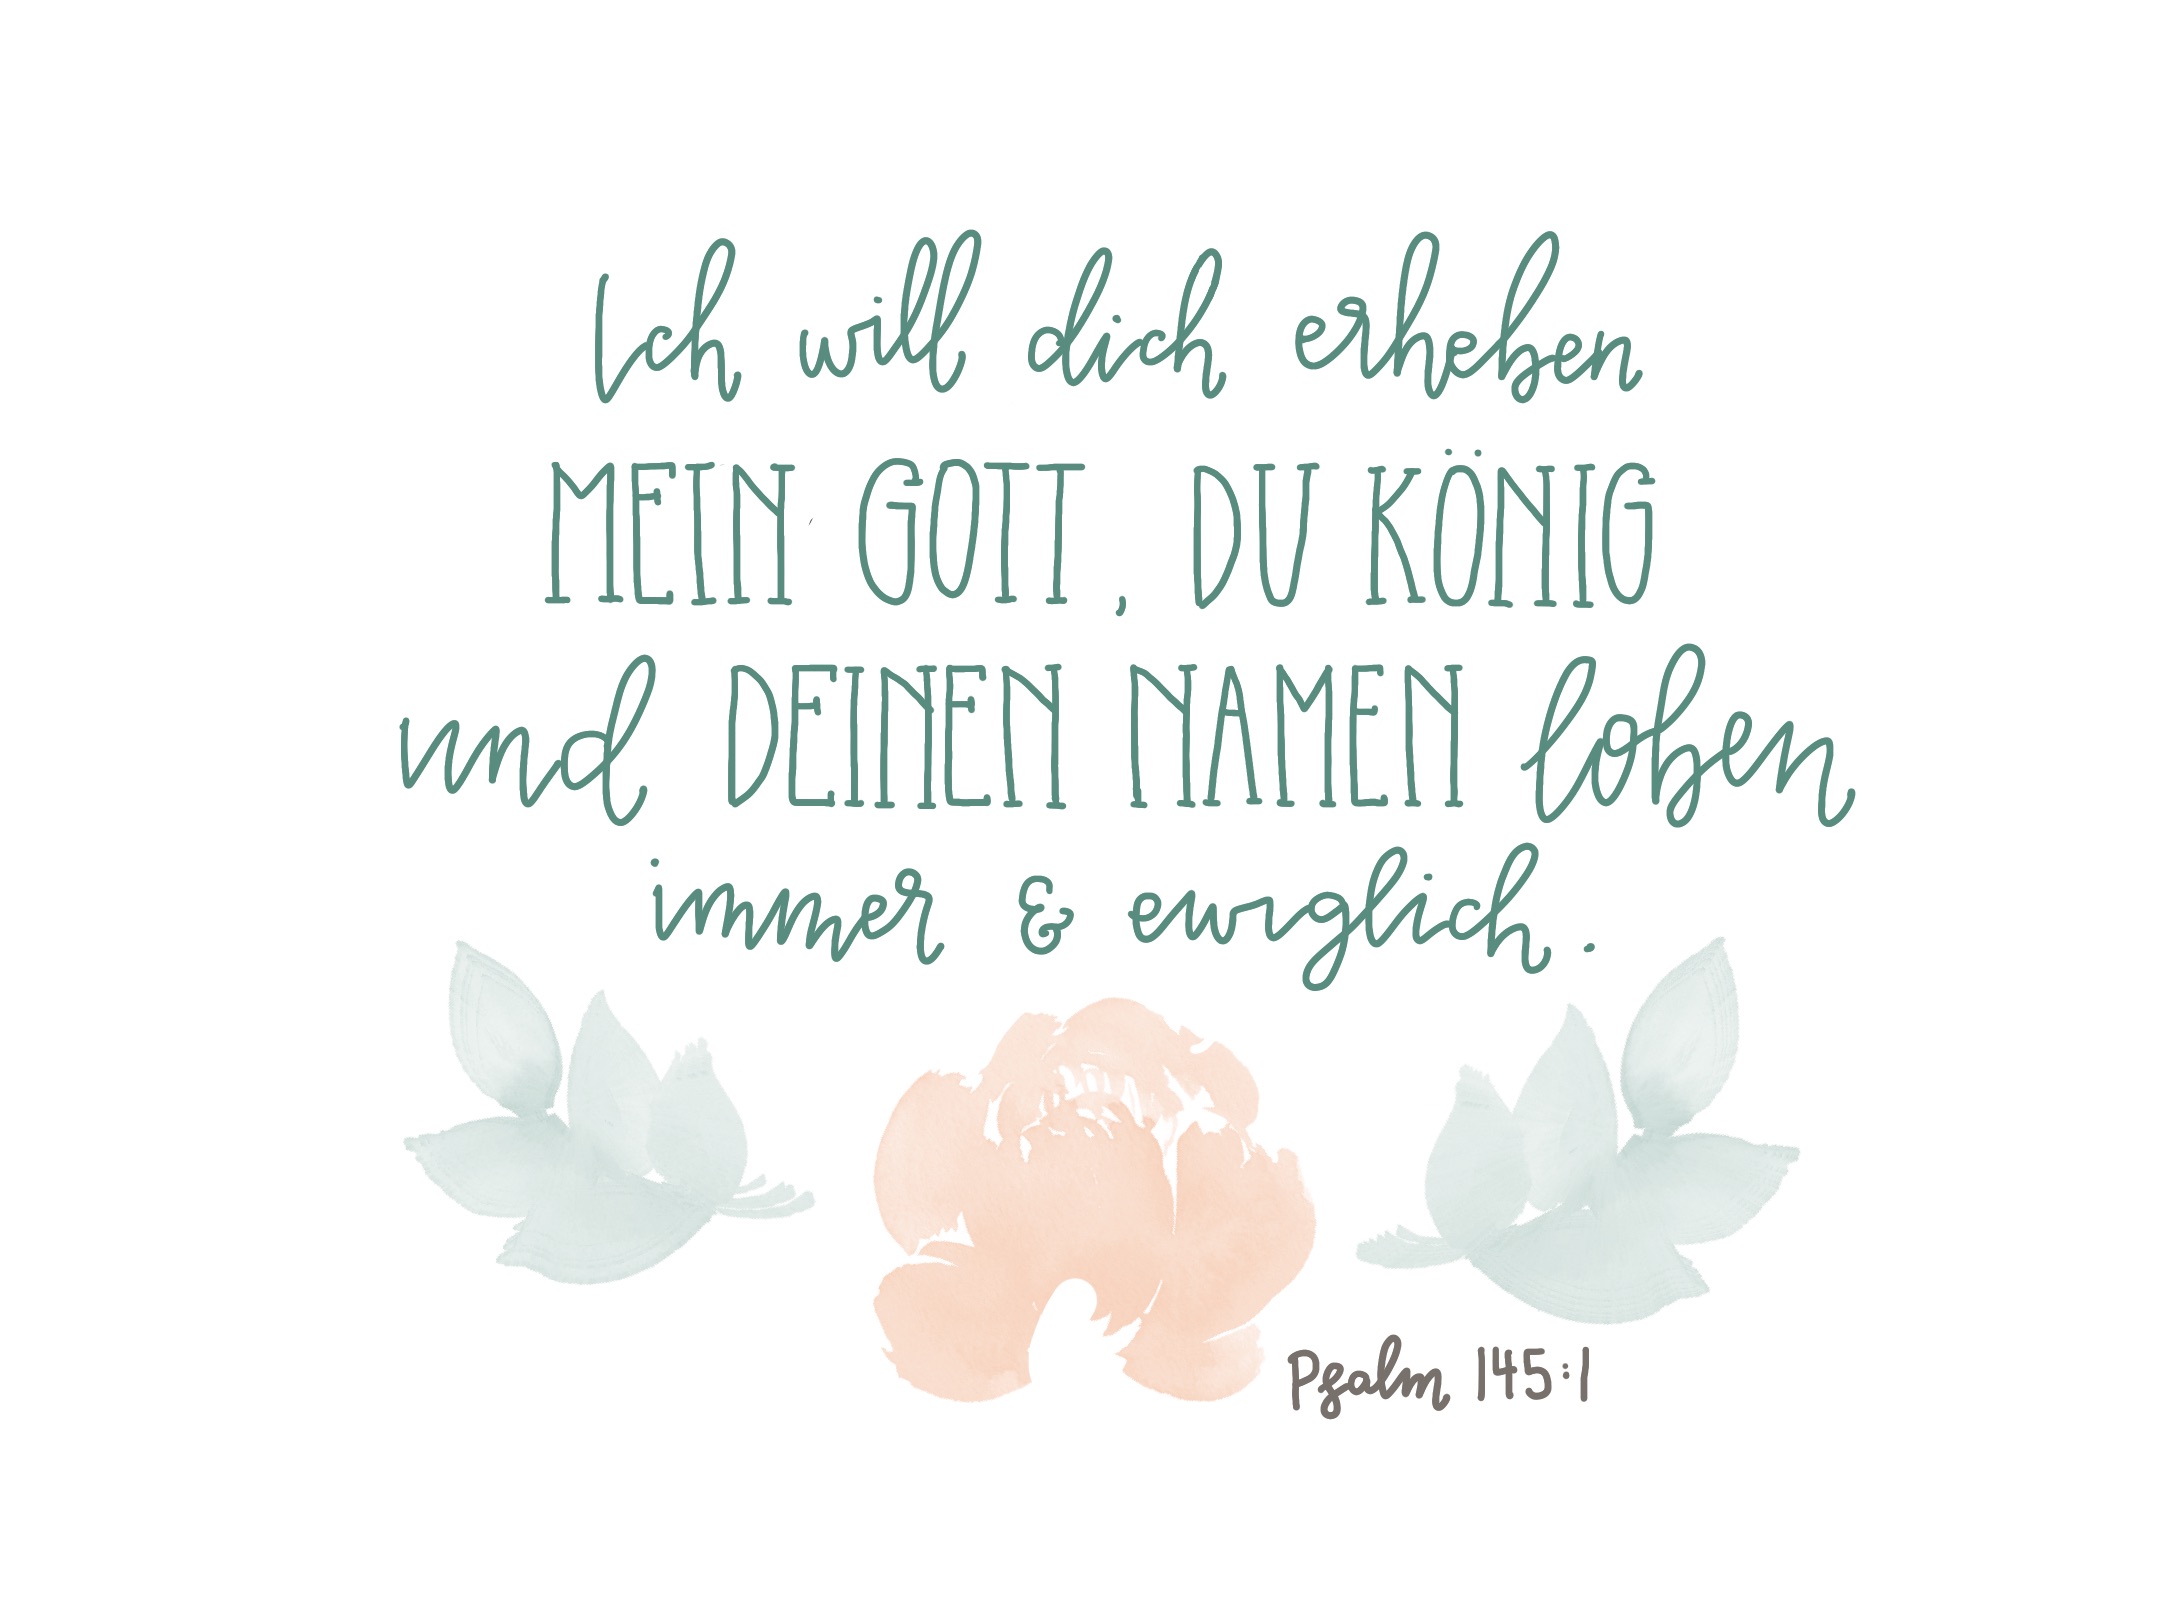 Ich will dich erheben
MEIN GOTT, DU KÖNIG
und DEINEN NAMEN loben
immer & ewiglich.
Psalm 145:1